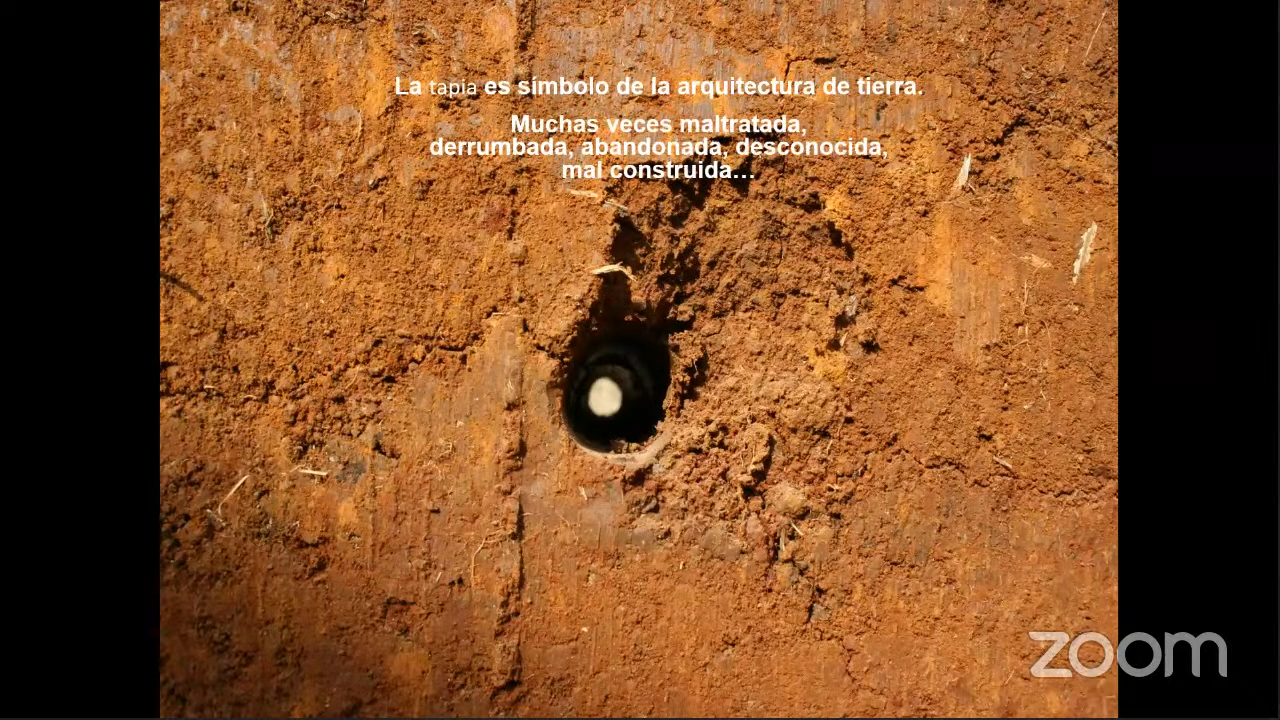 La tapia es símbolo de la arquitectura de tierra.
Muchas veces maltratada,
derrumbada, abandonada, desconocida,
mal construida…
zoom